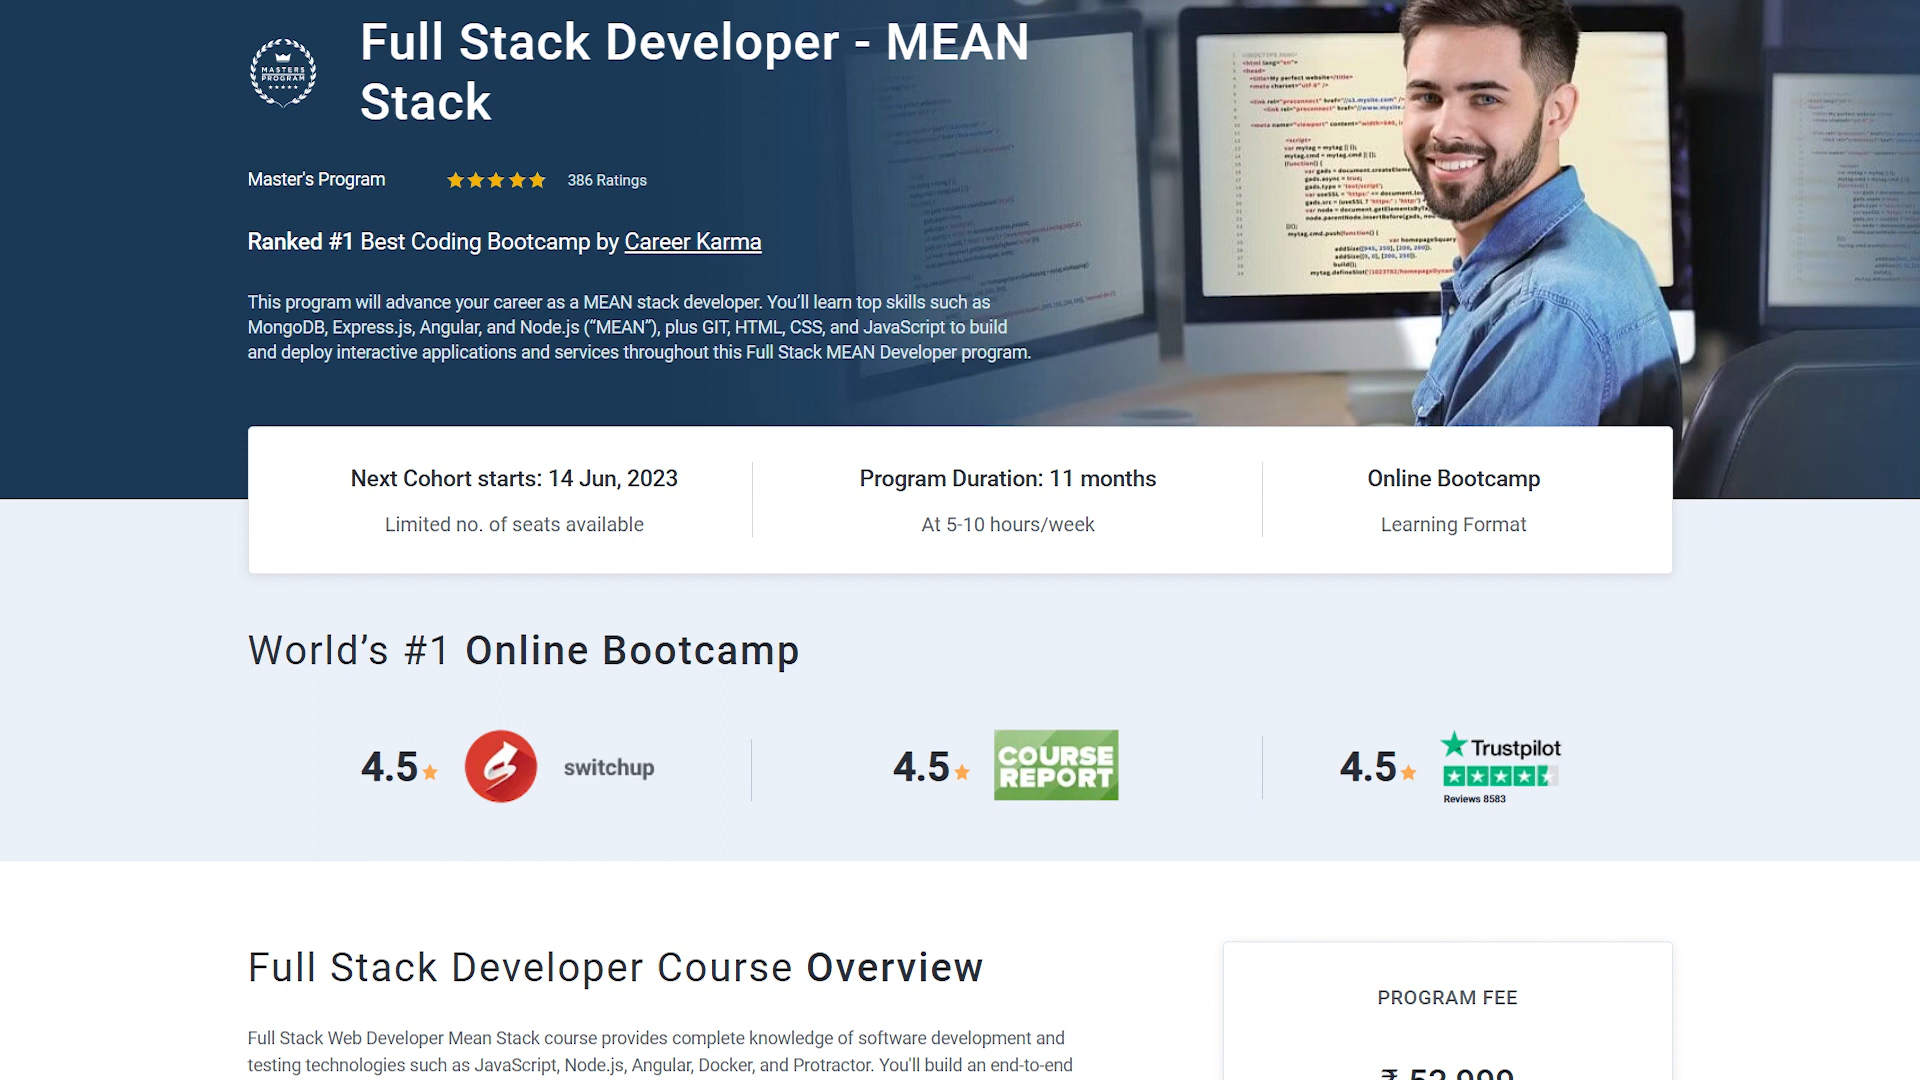 Full Stack Developer - MEAN
Stack
MASTERS
PROGRAM
Master's Program
386 Ratings
Ranked #1 Best Coding Bootcamp by Career Karma
This program will advance your career as a MEAN stack developer. You’ll learn top skills such as
MongoDB, Express.js, Angular, and Node.js (“MEAN”), plus GIT, HTML, CSS, and JavaScript to build
and deploy interactive applications and services throughout this Full Stack MEAN Developer program.
Next Cohort starts: 14 Jun, 2023
Limited no. of seats available
Program Duration: 11 months
At 5-10 hours/week
Online Bootcamp
Learning Format
World’s #1 Online Bootcamp
4.5
switchup
4.5
COURSE
REPORT
4.5
Trustpilot
Reviews 8583
Full Stack Developer Course Overview
Full Stack Web Developer Mean Stack course provides complete knowledge of software development and
testing technologies such as JavaScript, Node.js, Angular, Docker, and Protractor. You'll build an end-to-end
PROGRAM FEE